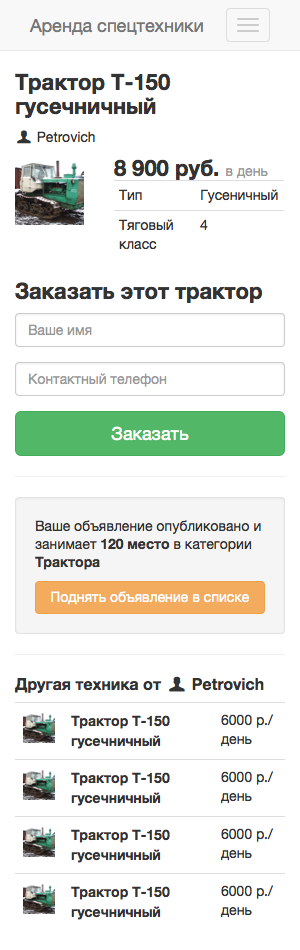 Аренда спецтехники
Трактор Т-150
гусечничный
Petrovich
8 900 руб. в день
Тип Гусеничный
Тяговый 4
класс
Заказать этот трактор
Ваше имя
Контактный телефон
Заказать
Ваше объявление опубликовано и
занимает 120 место в категории
Трактора
Поднять объявление в списке
Другая техника от Petrovich
Трактор Т-150 6000 р./
гусечничный день
Трактор Т-150 6000 р./
гусечничный день
Трактор Т-150 6000 р./
гусечничный день
Трактор Т-150 6000 р./
гусечничный день